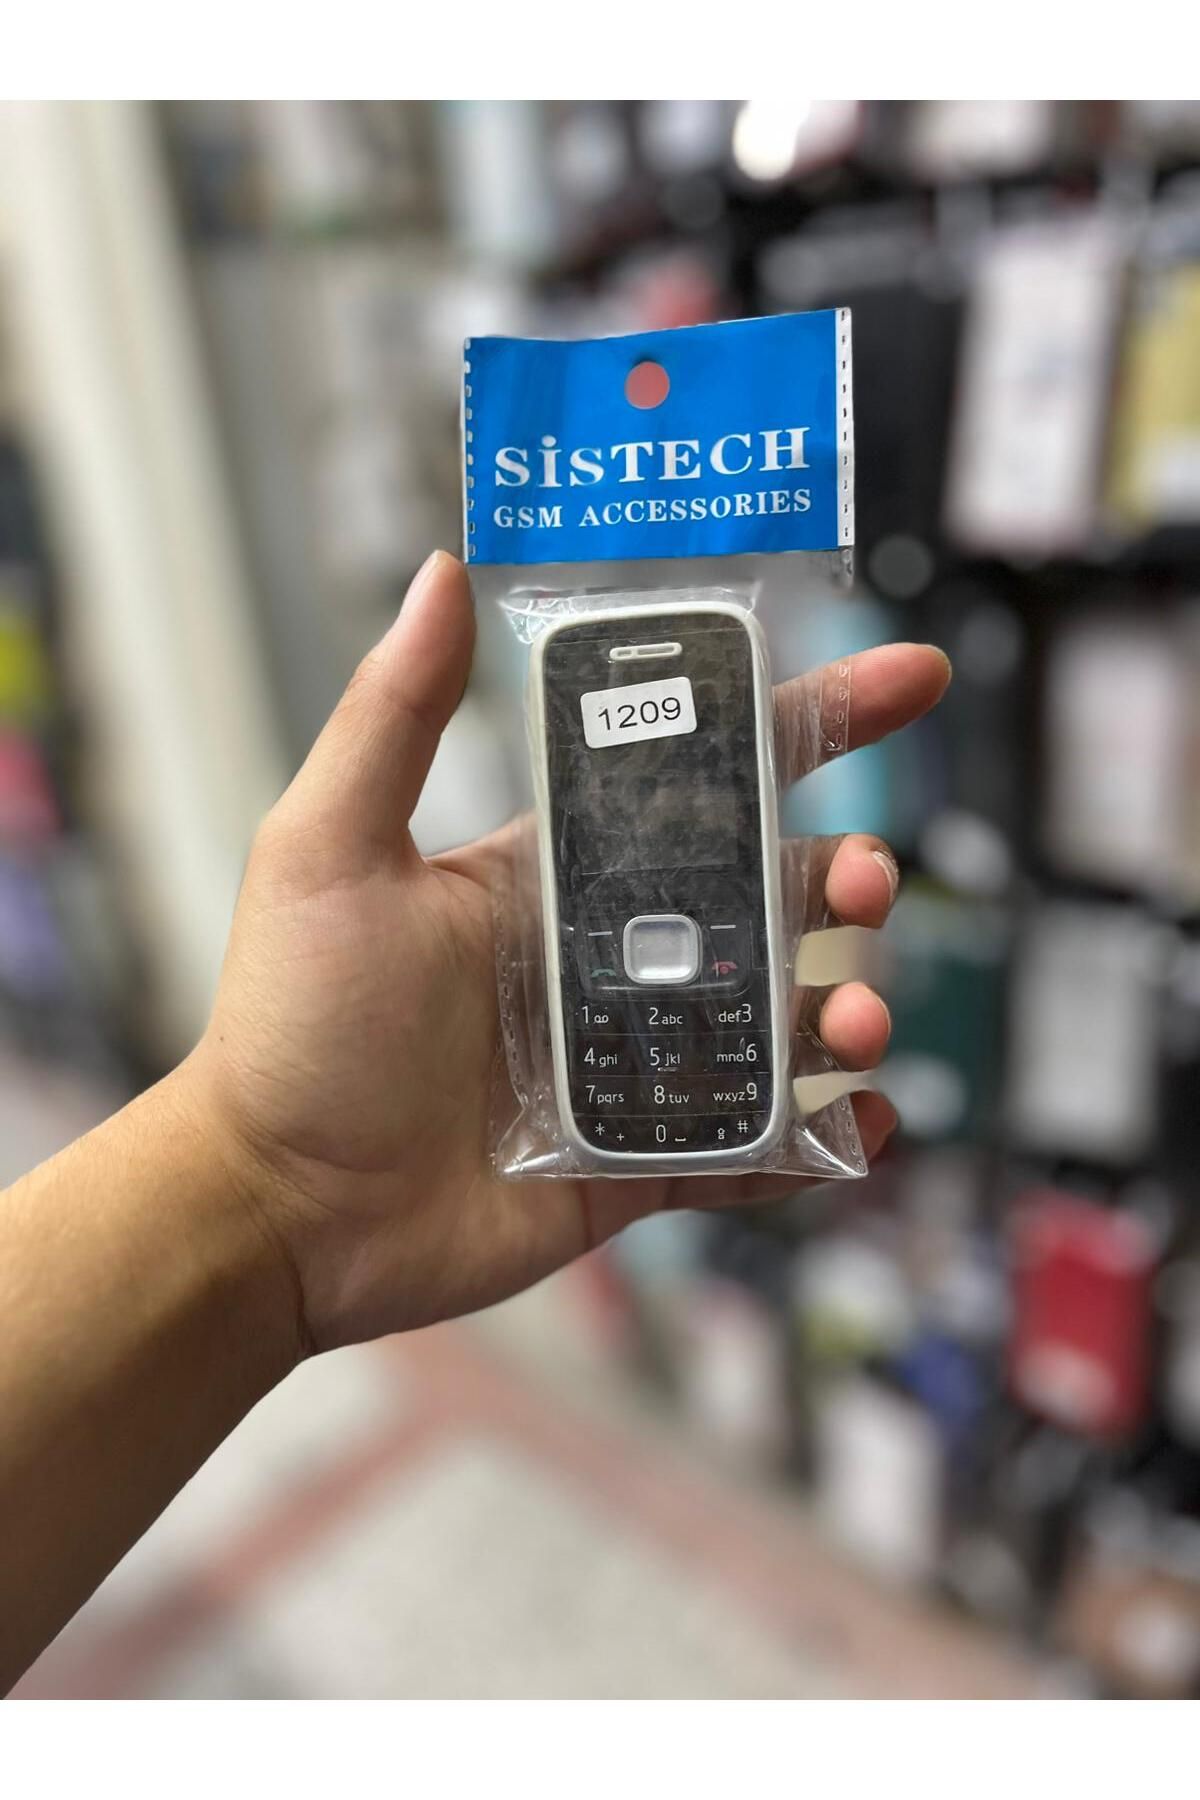 SiSTECH
GSM ACCESSORIES
1209
1 2abc def3
4ghi 5jkl mno6
7pqrs 8tuv wxyz9
* + 0 #